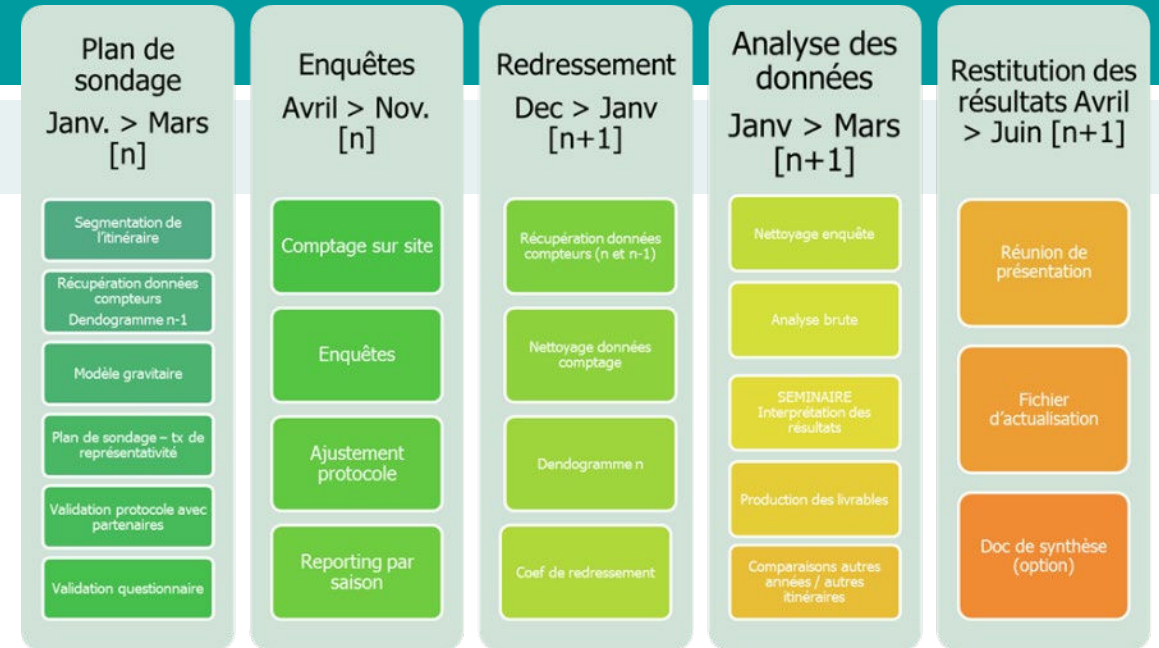 Plan de
sondage
Janv. > Mars
[n]
Segmentation de
l'itinéraire
Récupération données
compteurs
Dendogramme n-1
Modèle gravitaire
Plan de sondage – tx de
représentativité
Validation protocole avec
partenaires
Validation questionnaire
Enquêtes
Avril > Nov.
[n]
Comptage sur site
Enquêtes
Ajustement
protocole
Reporting par
saison
Redressement
Dec > Janv
[n+1]
Récupération données
compteurs (n et n-1)
Nettoyage données
comptage
Dendogramme n
Coef de redressement
Analyse des
données
Janv > Mars
[n+1]
Nettoyage enquête
Analyse brute
SEMINAIRE
Interprétation des
résultats
Production des livrables
Comparaisons autres
années / autres
itinéraires
Restitution des
résultats Avril
> Juin [n+1]
Réunion de
présentation
Fichier
d'actualisation
Doc de synthèse
(option)